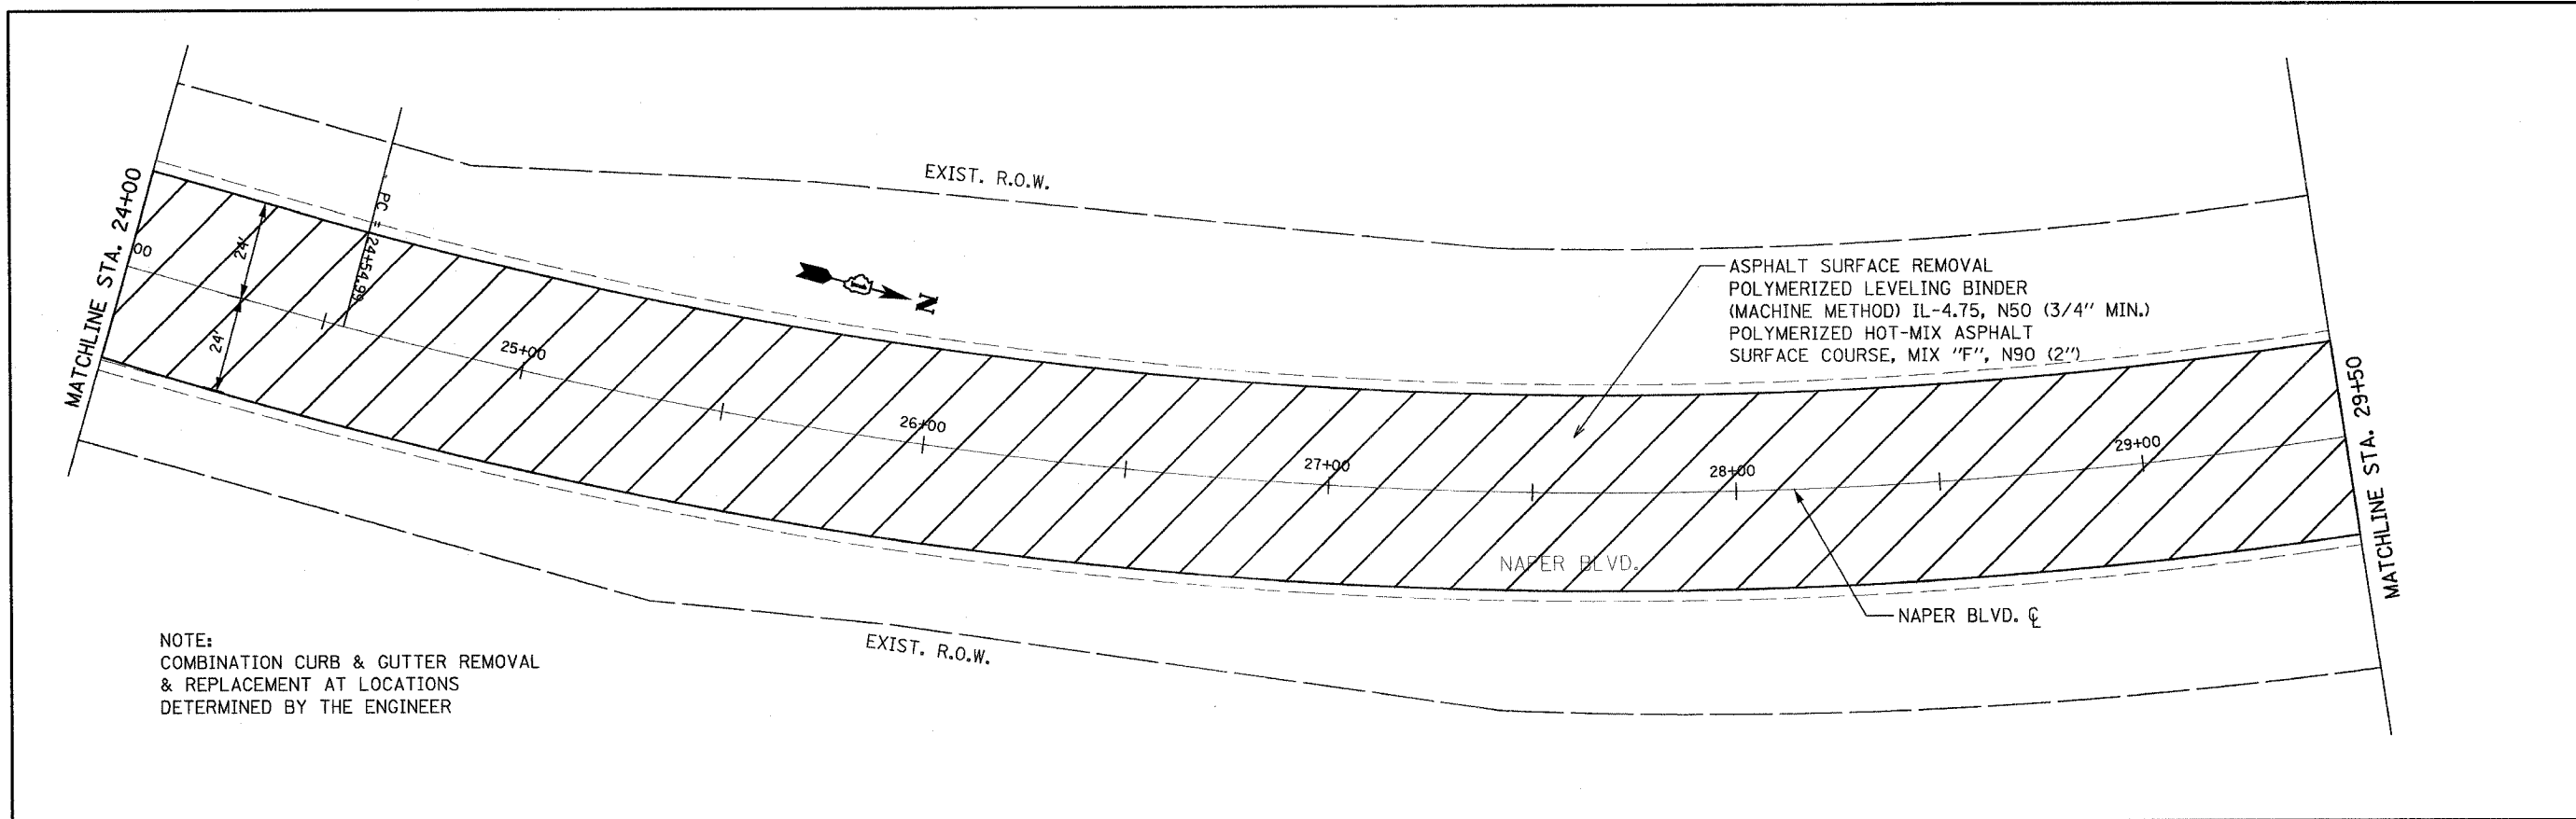 MATCHLINE STA. 24+00
00
24'
24'
PC = 24+54.99
EXIST. R.O.W.
N
25+00
26+00
27+00
28+00
29+00
ASPHALT SURFACE REMOVAL
POLYMERIZED LEVELING BINDER
(MACHINE METHOD) IL-4.75, N50 (3/4" MIN.)
POLYMERIZED HOT-MIX ASPHALT
SURFACE COURSE, MIX "F", N90 (2")
MATCHLINE STA. 29+50
NAPER BLVD.
NAPER BLVD. ℄
EXIST. R.O.W.
NOTE:
COMBINATION CURB & GUTTER REMOVAL
& REPLACEMENT AT LOCATIONS
DETERMINED BY THE ENGINEER